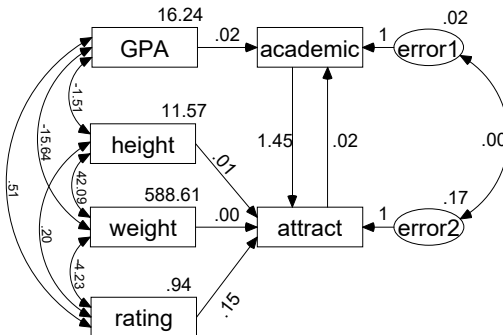 16.24
.02
GPA
.02
academic
1
error1
-1.51
11.57
height
-15.64
.01
1.45
.02
.00
.51
42.09
588.61
.17
weight
.00
attract
1
error2
.20
-4.23
.94
.15
rating